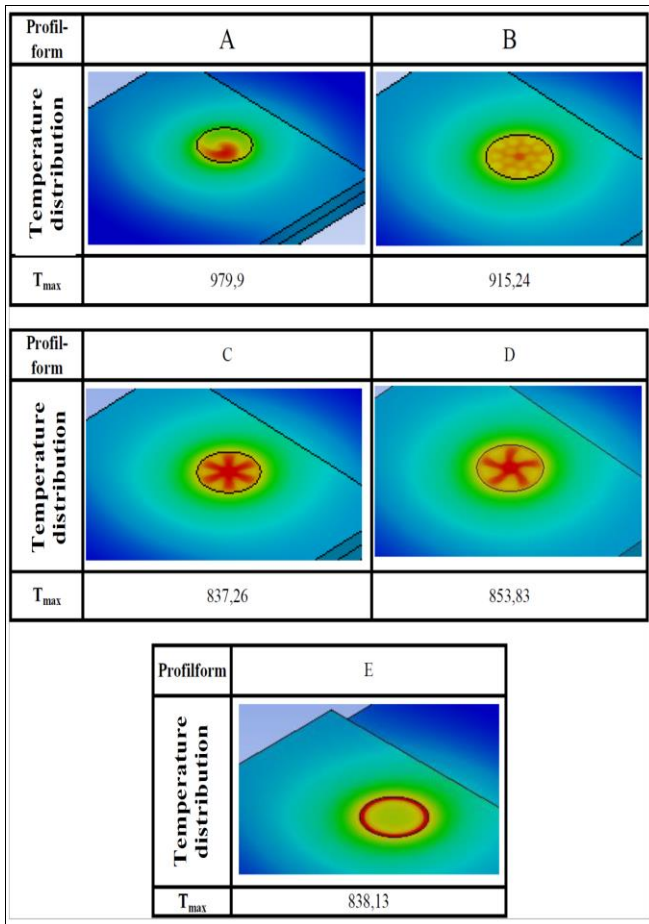 Profil-
form
A
B
Temperature
distribution
Tmax
979,9
915,24
Profil-
form
C
D
Temperature
distribution
Tmax
837,26
853,83
Profilform
E
Temperature
distribution
Tmax
838,13